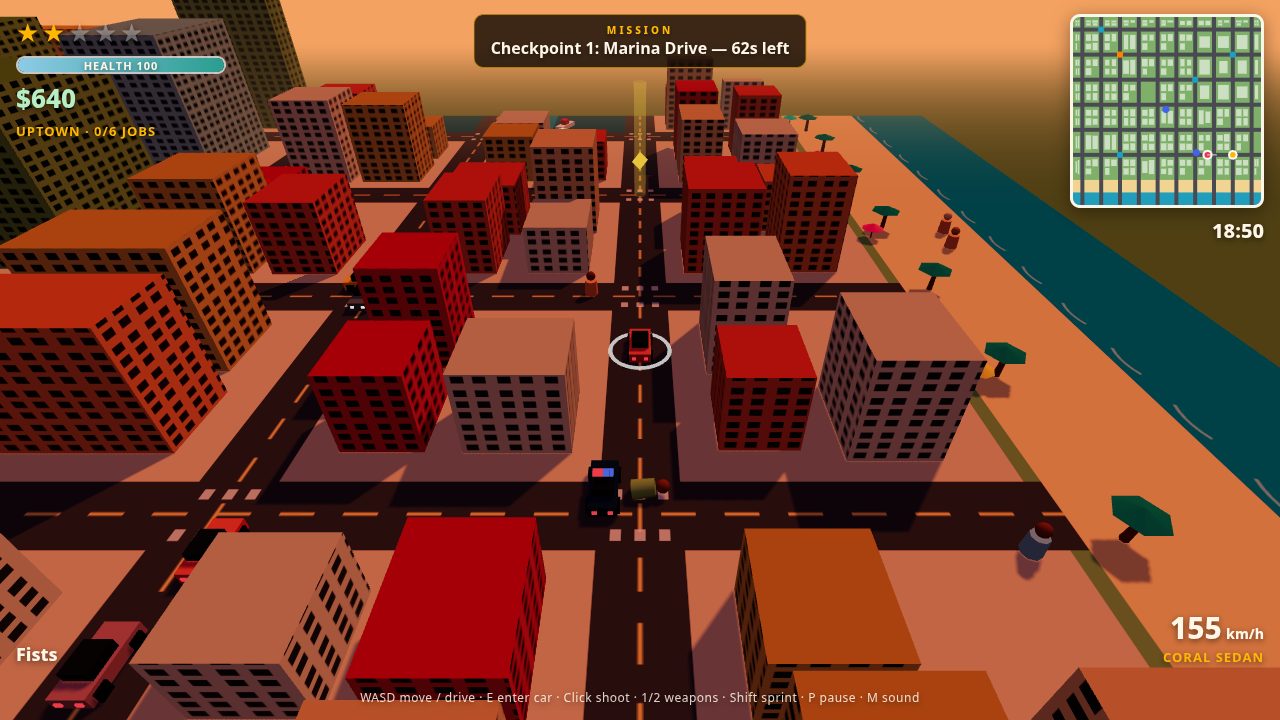 MISSION
Checkpoint 1: Marina Drive — 62s left
HEALTH 100
$640
UPTOWN · 0/6 JOBS
18:50
Fists
155 km/h
CORAL SEDAN
WASD move / drive · E enter car · Click shoot · 1/2 weapons · Shift sprint · P pause · M sound